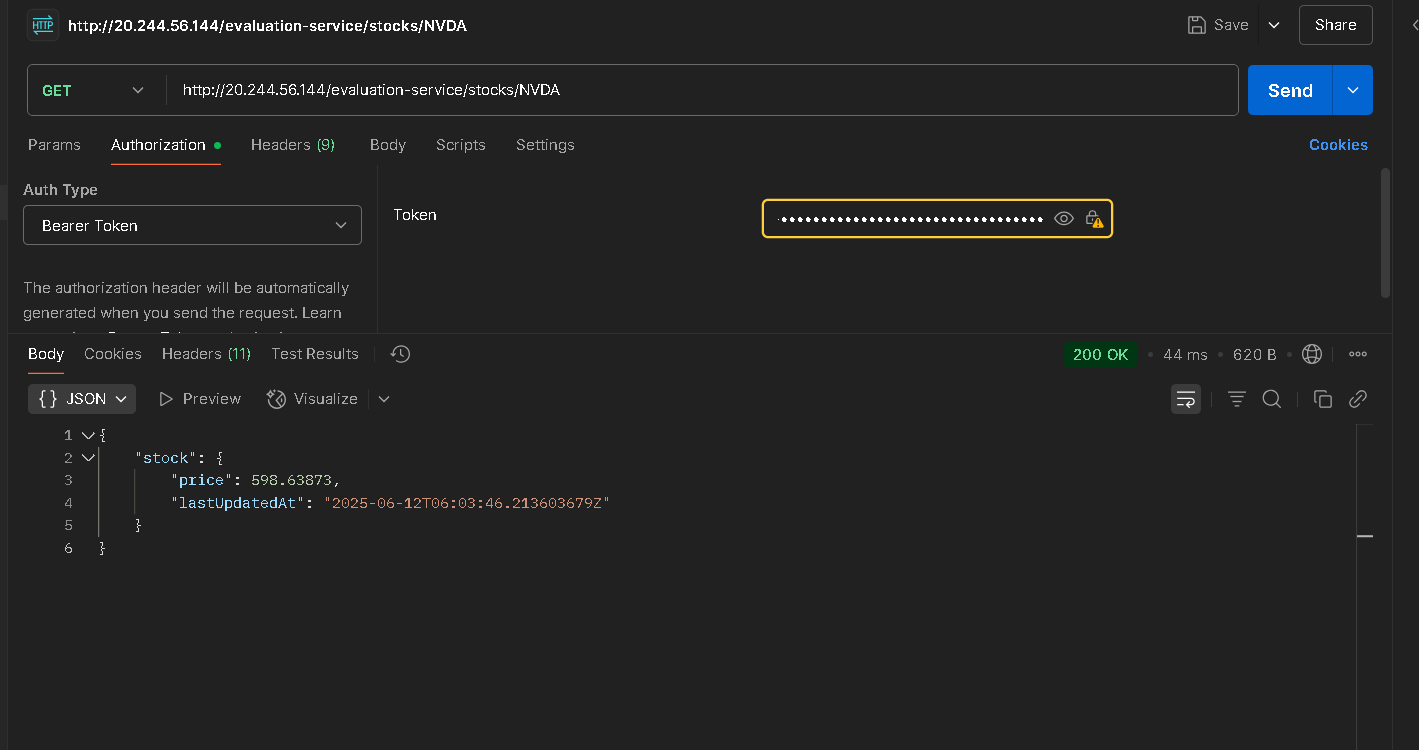 HTTP http://20.244.56.144/evaluation-service/stocks/NVDA Save Share
GET http://20.244.56.144/evaluation-service/stocks/NVDA Send
Params Authorization Headers (9) Body Scripts Settings Cookies
Auth Type
Bearer Token
Token
The authorization header will be automatically
generated when you send the request. Learn
Body Cookies Headers (11) Test Results 200 OK • 44 ms • 620 B •
{} JSON Preview Visualize
1 {
2 "stock": {
3 "price": 598.63873,
4 "lastUpdatedAt": "2025-06-12T06:03:46.213603679Z"
5 }
6 }